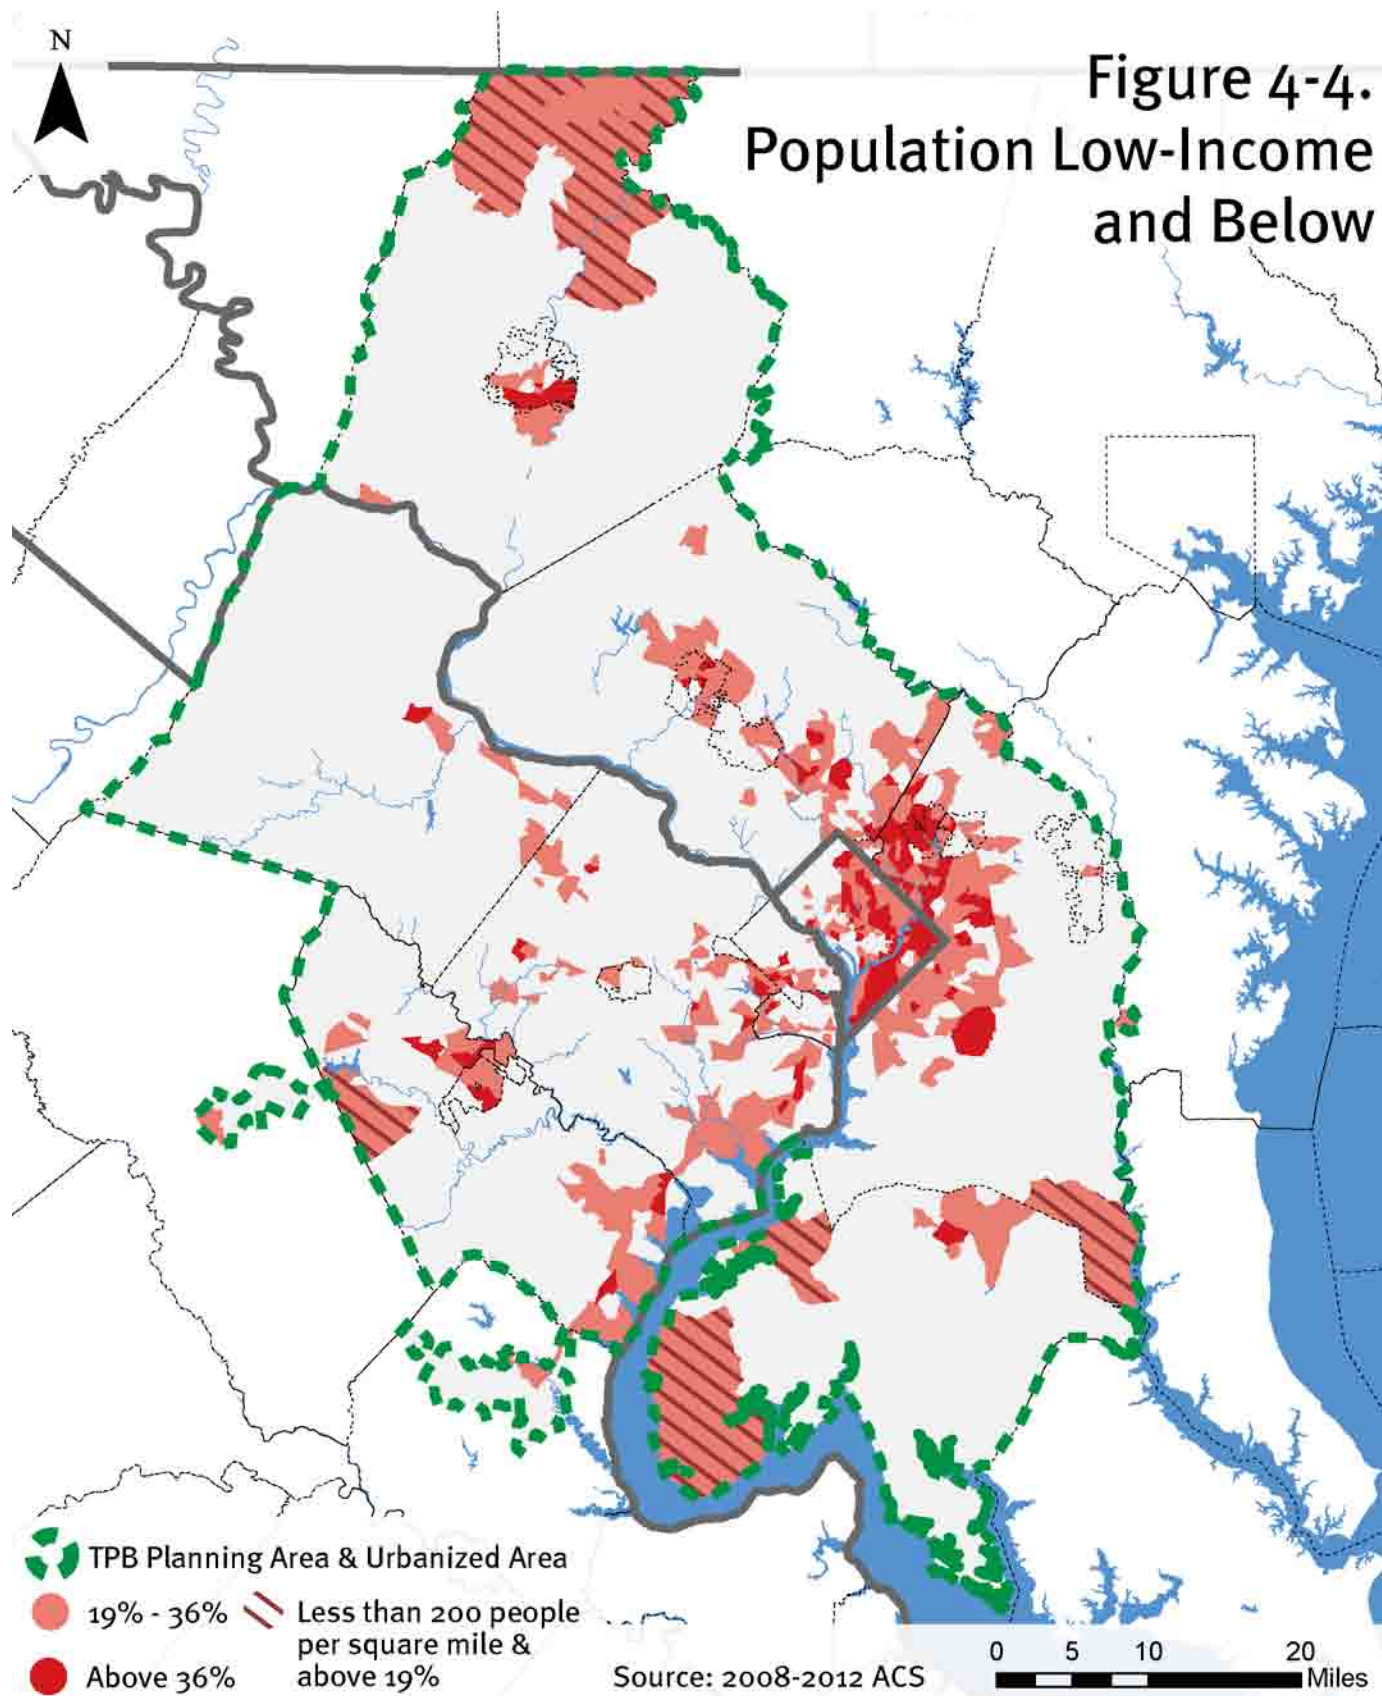 N
Figure 4-4.
Population Low-Income
and Below
TPB Planning Area & Urbanized Area
19% - 36%
Less than 200 people
per square mile &
above 19%
Above 36%
Source: 2008-2012 ACS
0 5 10 20
Miles